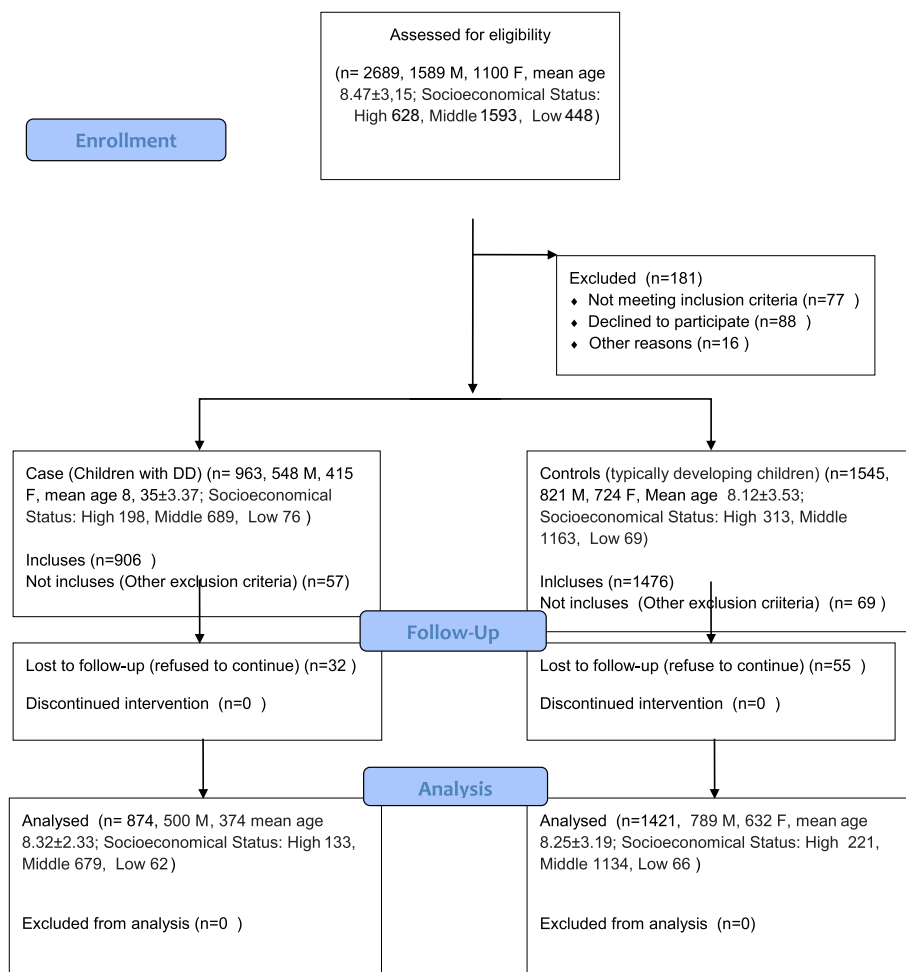 Assessed for eligibility
(n= 2689, 1589 M, 1100 F, mean age
8.47±3,15; Socioeconomical Status:
High 628, Middle 1593, Low 448)
Enrollment
Excluded (n=181)
♦ Not meeting inclusion criteria (n=77 )
♦ Declined to participate (n=88 )
♦ Other reasons (n=16 )
Case (Children with DD) (n= 963, 548 M, 415
F, mean age 8, 35±3.37; Socioeconomical
Status: High 198, Middle 689, Low 76 )
Incluses (n=906 )
Not incluses (Other exclusion criteria) (n=57)
Controls (typically developing children) (n=1545,
821 M, 724 F, Mean age 8.12±3.53;
Socioeconomical Status: High 313, Middle
1163, Low 69)
Inlcluses (n=1476)
Not incluses (Other exclusion criiteria) (n= 69 )
Follow-Up
Lost to follow-up (refused to continue) (n=32 )
Discontinued intervention (n=0 )
Lost to follow-up (refuse to continue) (n=55 )
Discontinued intervention (n=0 )
Analysis
Analysed (n= 874, 500 M, 374 mean age
8.32±2.33; Socioeconomical Status: High 133,
Middle 679, Low 62)
Excluded from analysis (n=0 )
Analysed (n=1421, 789 M, 632 F, mean age
8.25±3.19; Socioeconomical Status: High 221,
Middle 1134, Low 66 )
Excluded from analysis (n=0)